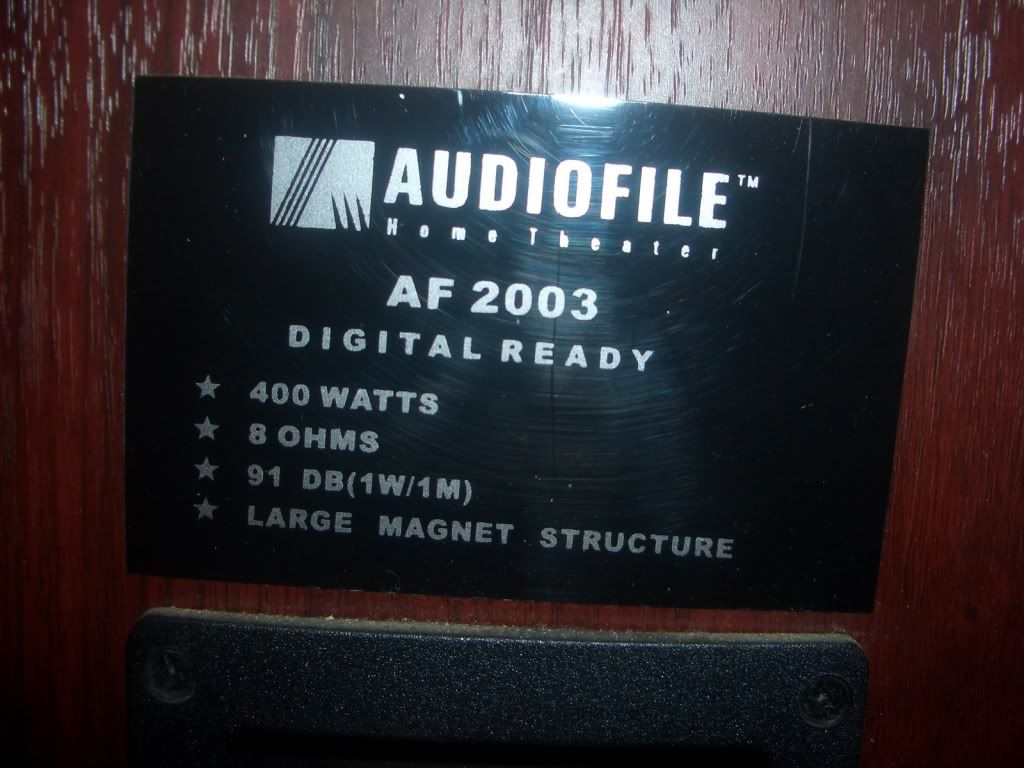 AUDIOFILE™
Home Theater
AF 2003
DIGITAL READY
★ 400 WATTS
★ 8 OHMS
★ 91 DB(1W/1M)
★ LARGE MAGNET STRUCTURE